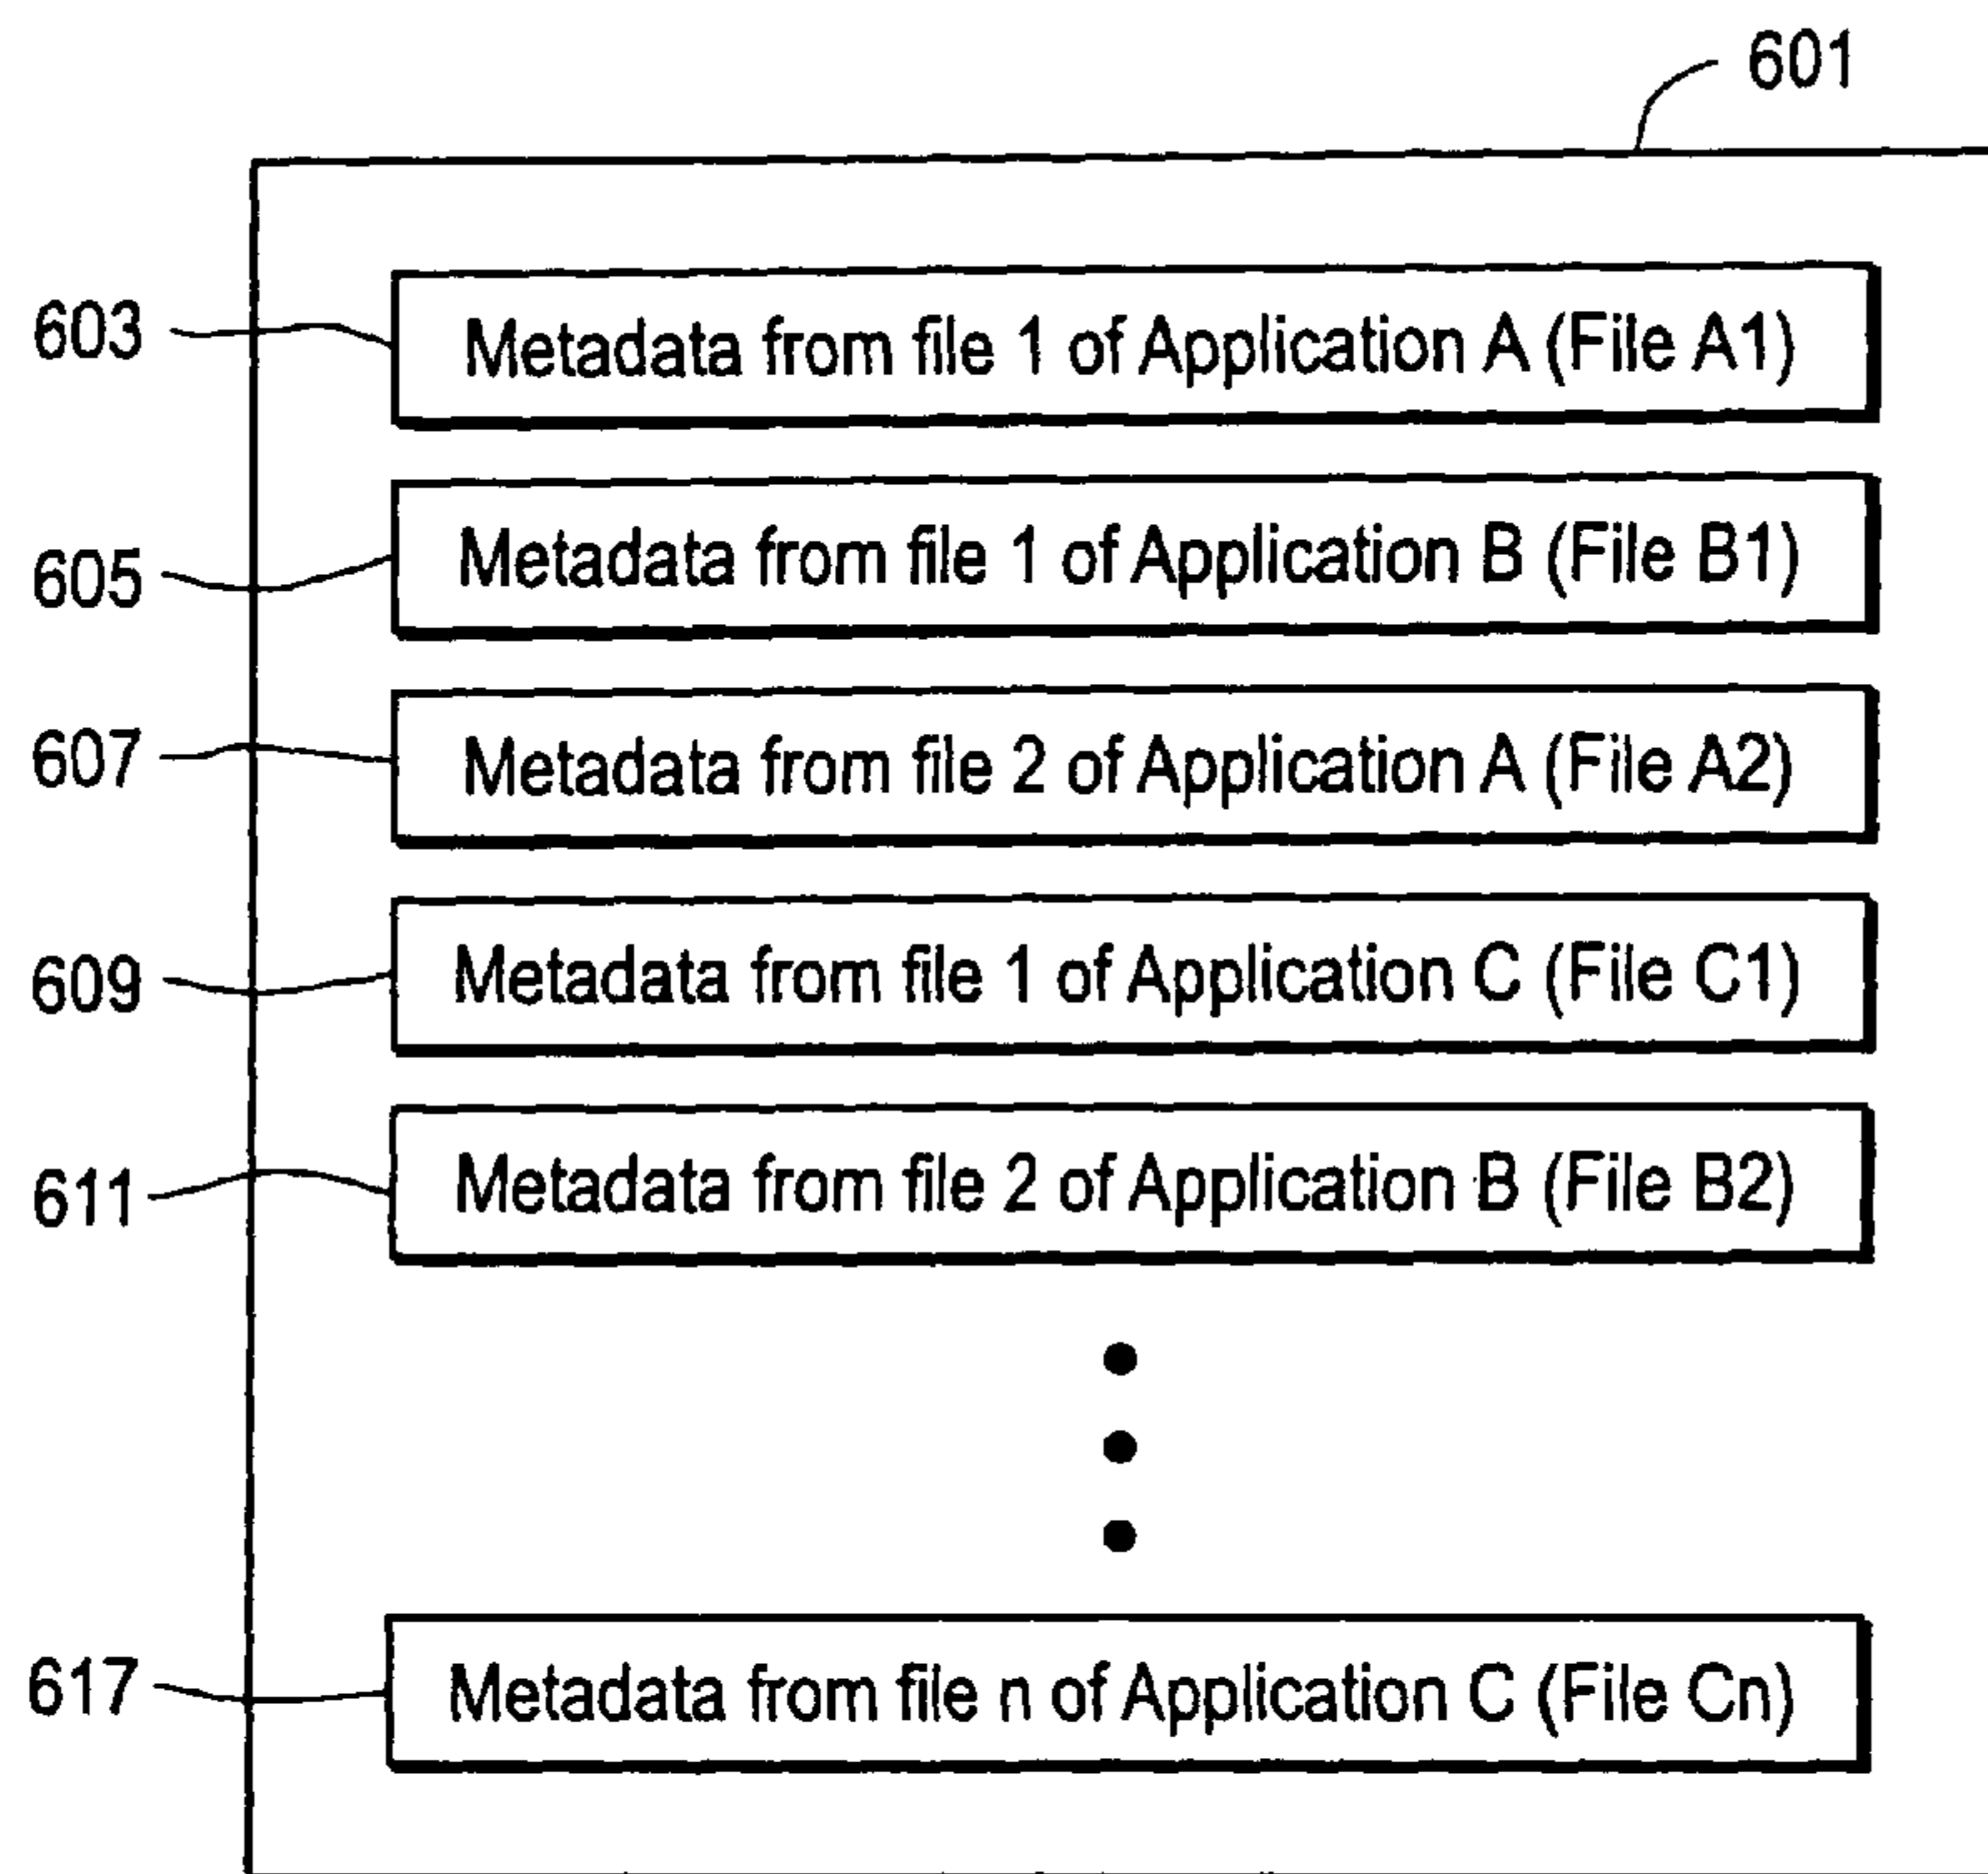 601
603 Metadata from file 1 of Application A (File A1)
605 Metadata from file 1 of Application B (File B1)
607 Metadata from file 2 of Application A (File A2)
609 Metadata from file 1 of Application C (File C1)
611 Metadata from file 2 of Application B (File B2)
617 Metadata from file n of Application C (File Cn)